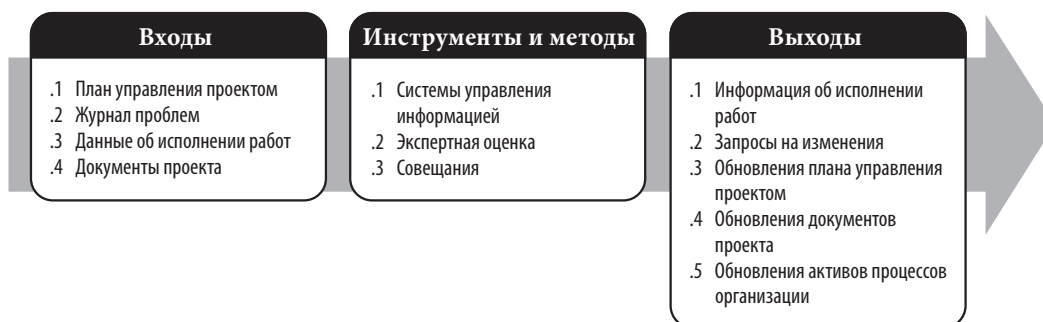 Входы
.1 План управления проектом
.2 Журнал проблем
.3 Данные об исполнении работ
.4 Документы проекта
Инструменты и методы
.1 Системы управления
информацией
.2 Экспертная оценка
.3 Совещания
Выходы
.1 Информация об исполнении
работ
.2 Запросы на изменения
.3 Обновления плана управления
проектом
.4 Обновления документов
проекта
.5 Обновления активов процессов
организации